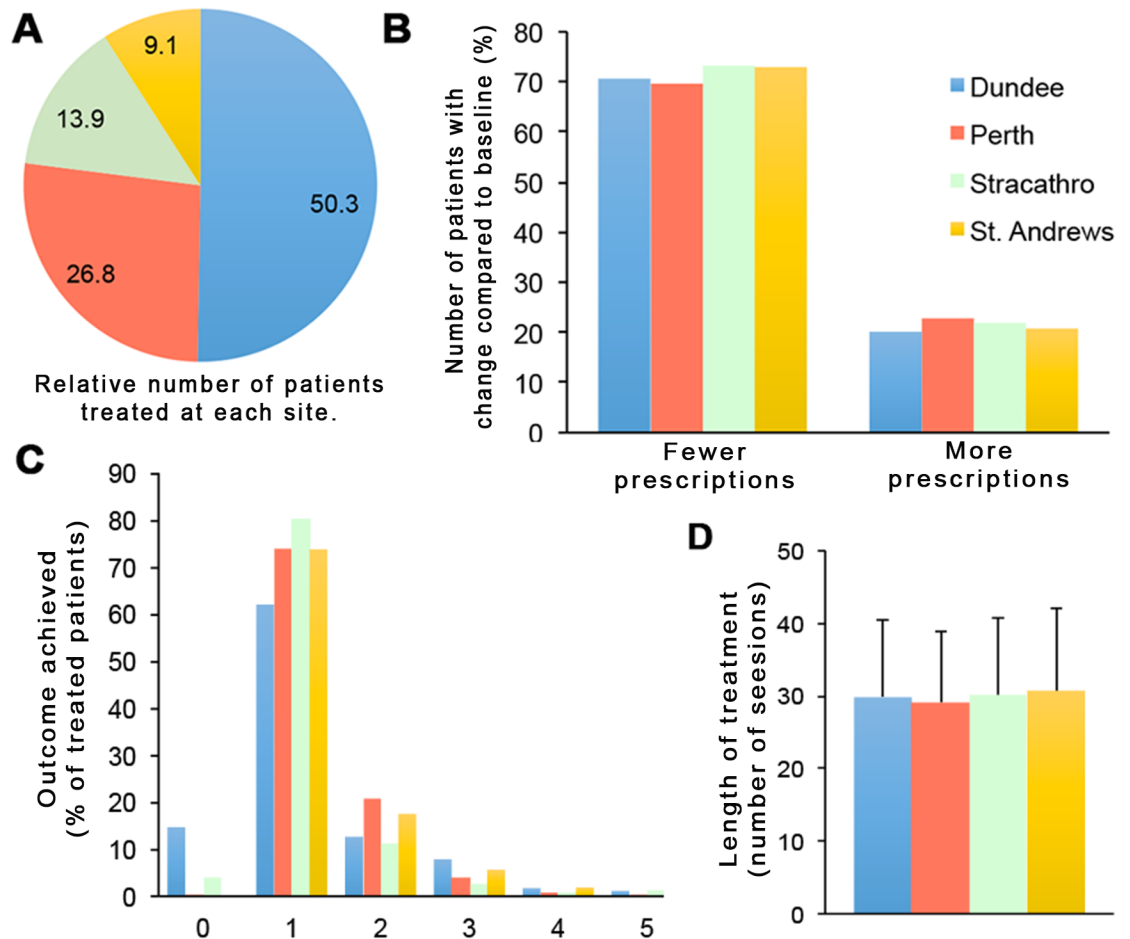 A
9.1
13.9
50.3
26.8
Relative number of patients
treated at each site.
B
Number of patients with
change compared to baseline (%)
80
70
60
50
40
30
20
10
0
Fewer
prescriptions
More
prescriptions
Dundee
Perth
Stracathro
St. Andrews
C
Outcome achieved
(% of treated patients)
90
80
70
60
50
40
30
20
10
0
0
1
2
3
4
5
D
Length of treatment
(number of seesions)
50
40
30
20
10
0